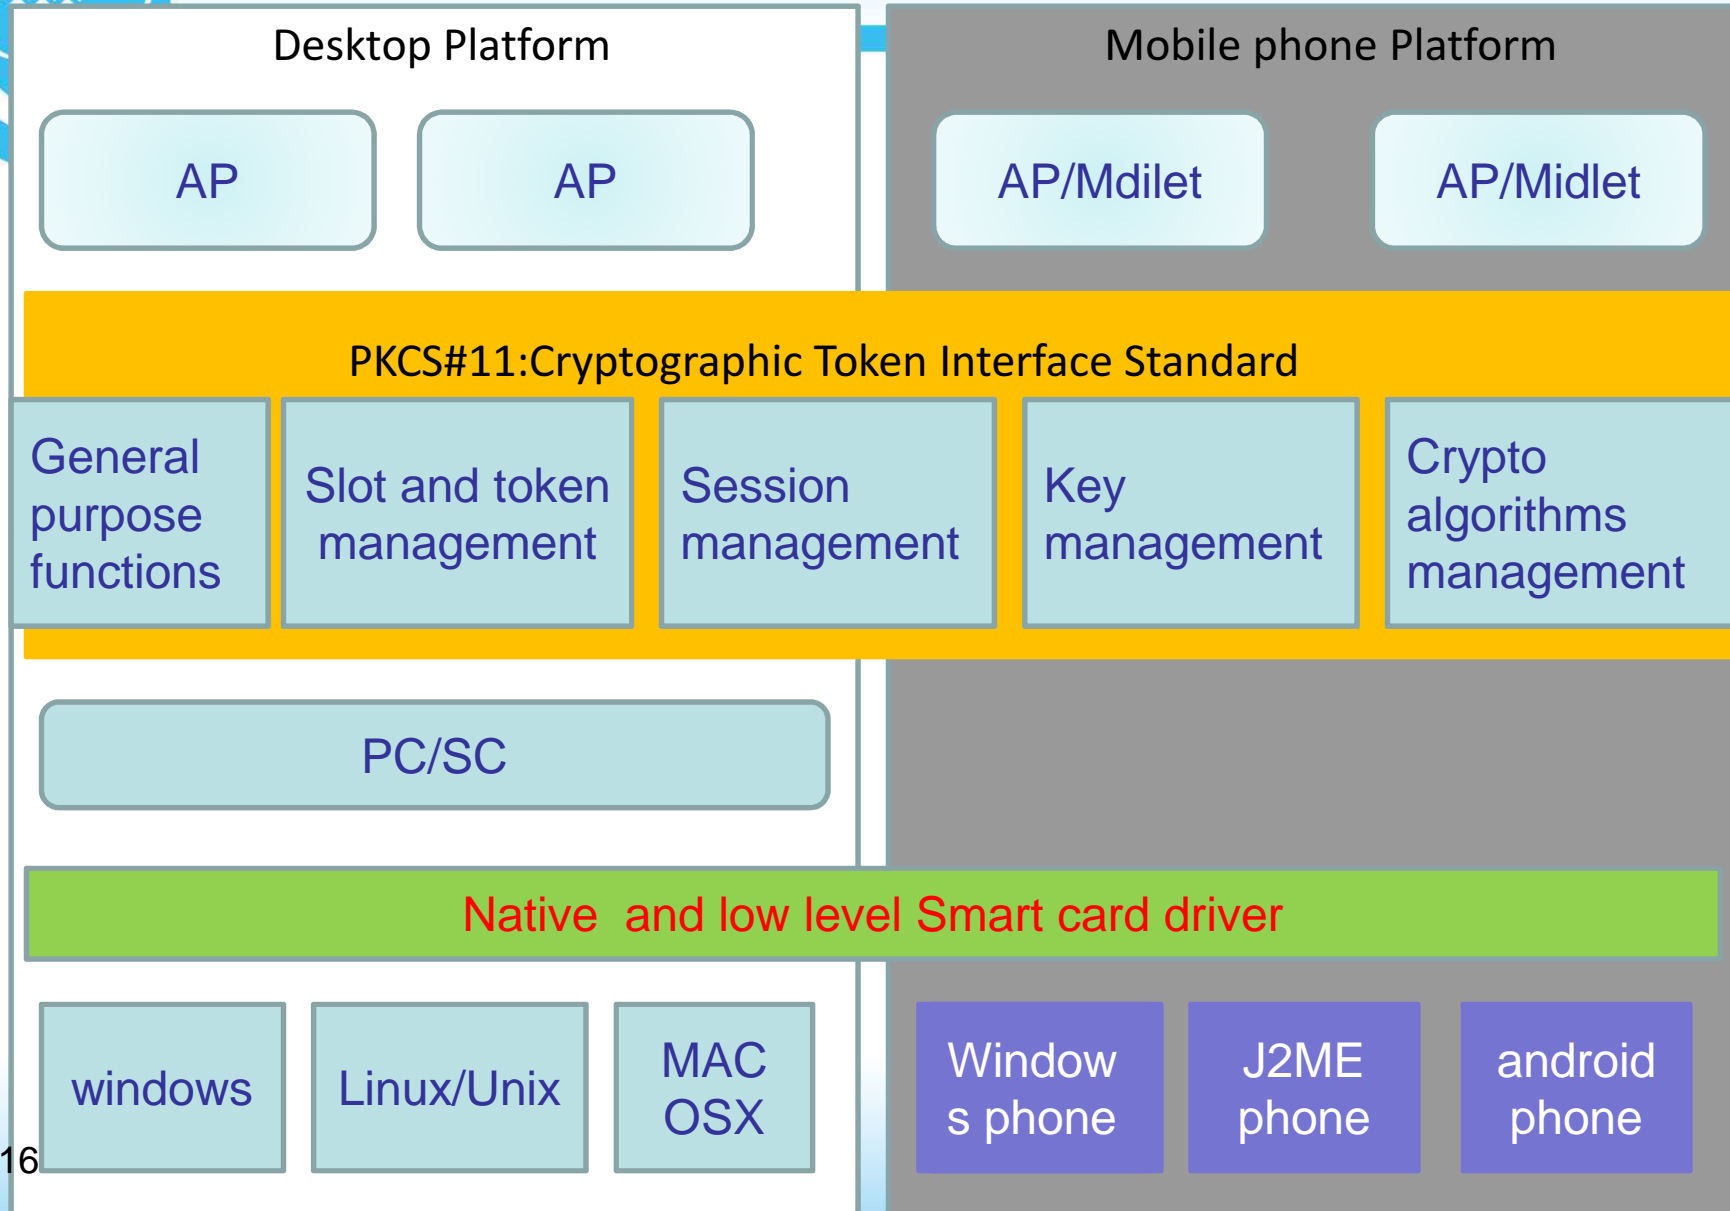 Desktop Platform
Mobile phone Platform
AP
AP
AP/Mdilet
AP/Midlet
PKCS#11:Cryptographic Token Interface Standard
General
purpose
functions
Slot and token
management
Session
management
Key
management
Crypto
algorithms
management
PC/SC
Native and low level Smart card driver
windows
Linux/Unix
MAC
OSX
Window
s phone
J2ME
phone
android
phone
16